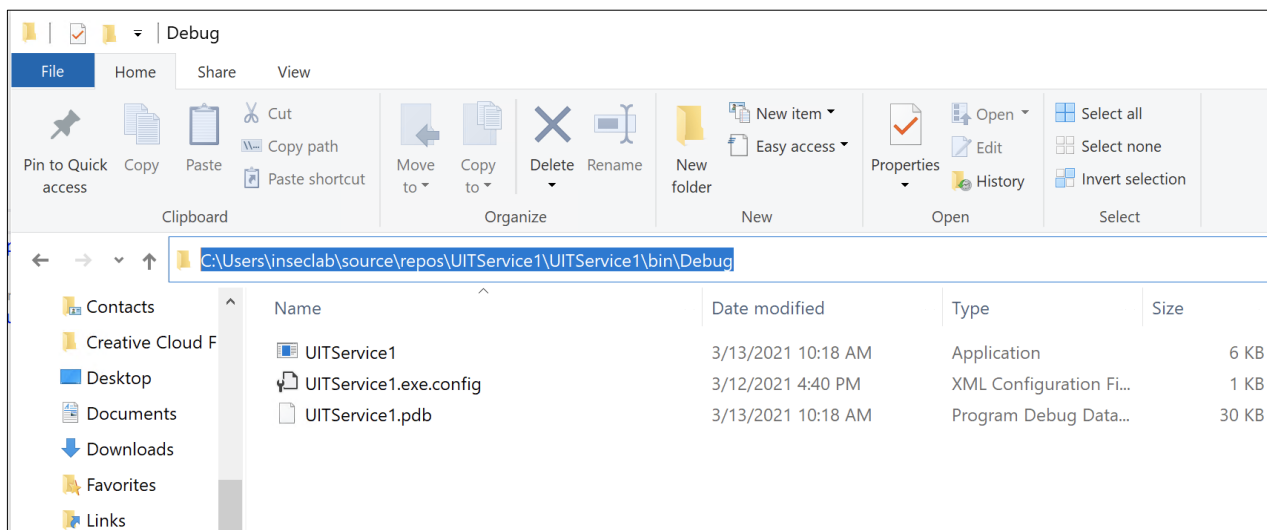 Debug
File Home Share View
Pin to Quick access
Copy
Paste
Cut
Copy path
Paste shortcut
Clipboard
Move to
Copy to
Delete
Rename
Organize
New folder
New item
Easy access
New
Properties
Open
Edit
History
Open
Select all
Select none
Invert selection
Select
C:\Users\inseclab\source\repos\UITService1\UITService1\bin\Debug
Contacts
Creative Cloud F
Desktop
Documents
Downloads
Favorites
Links
Name Date modified Type Size
UITService1 3/13/2021 10:18 AM Application 6 KB
UITService1.exe.config 3/12/2021 4:40 PM XML Configuration Fi... 1 KB
UITService1.pdb 3/13/2021 10:18 AM Program Debug Data... 30 KB